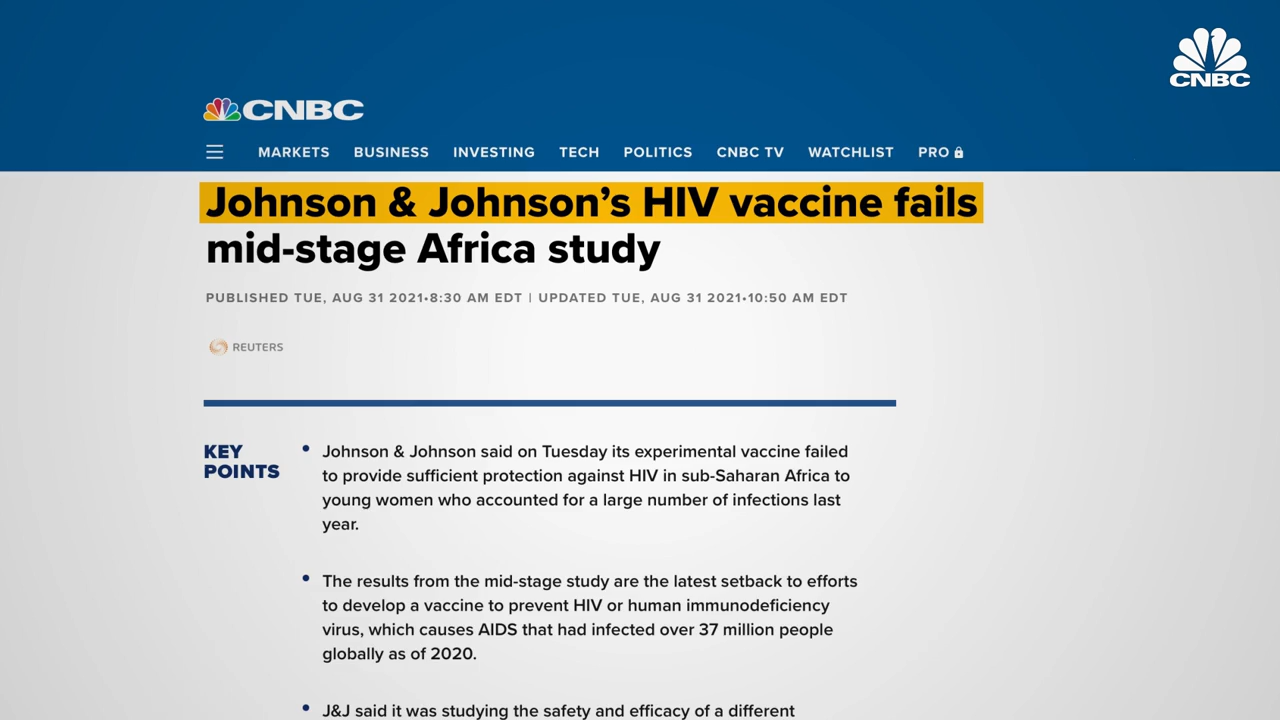 CNBC
CNBC
MARKETS BUSINESS INVESTING TECH POLITICS CNBC TV WATCHLIST PRO
Johnson & Johnson’s HIV vaccine fails
mid-stage Africa study
PUBLISHED TUE, AUG 31 2021•8:30 AM EDT | UPDATED TUE, AUG 31 2021•10:50 AM EDT
REUTERS
KEY
POINTS
• Johnson & Johnson said on Tuesday its experimental vaccine failed
to provide sufficient protection against HIV in sub-Saharan Africa to
young women who accounted for a large number of infections last
year.
• The results from the mid-stage study are the latest setback to efforts
to develop a vaccine to prevent HIV or human immunodeficiency
virus, which causes AIDS that had infected over 37 million people
globally as of 2020.
• J&J said it was studying the safety and efficacy of a different